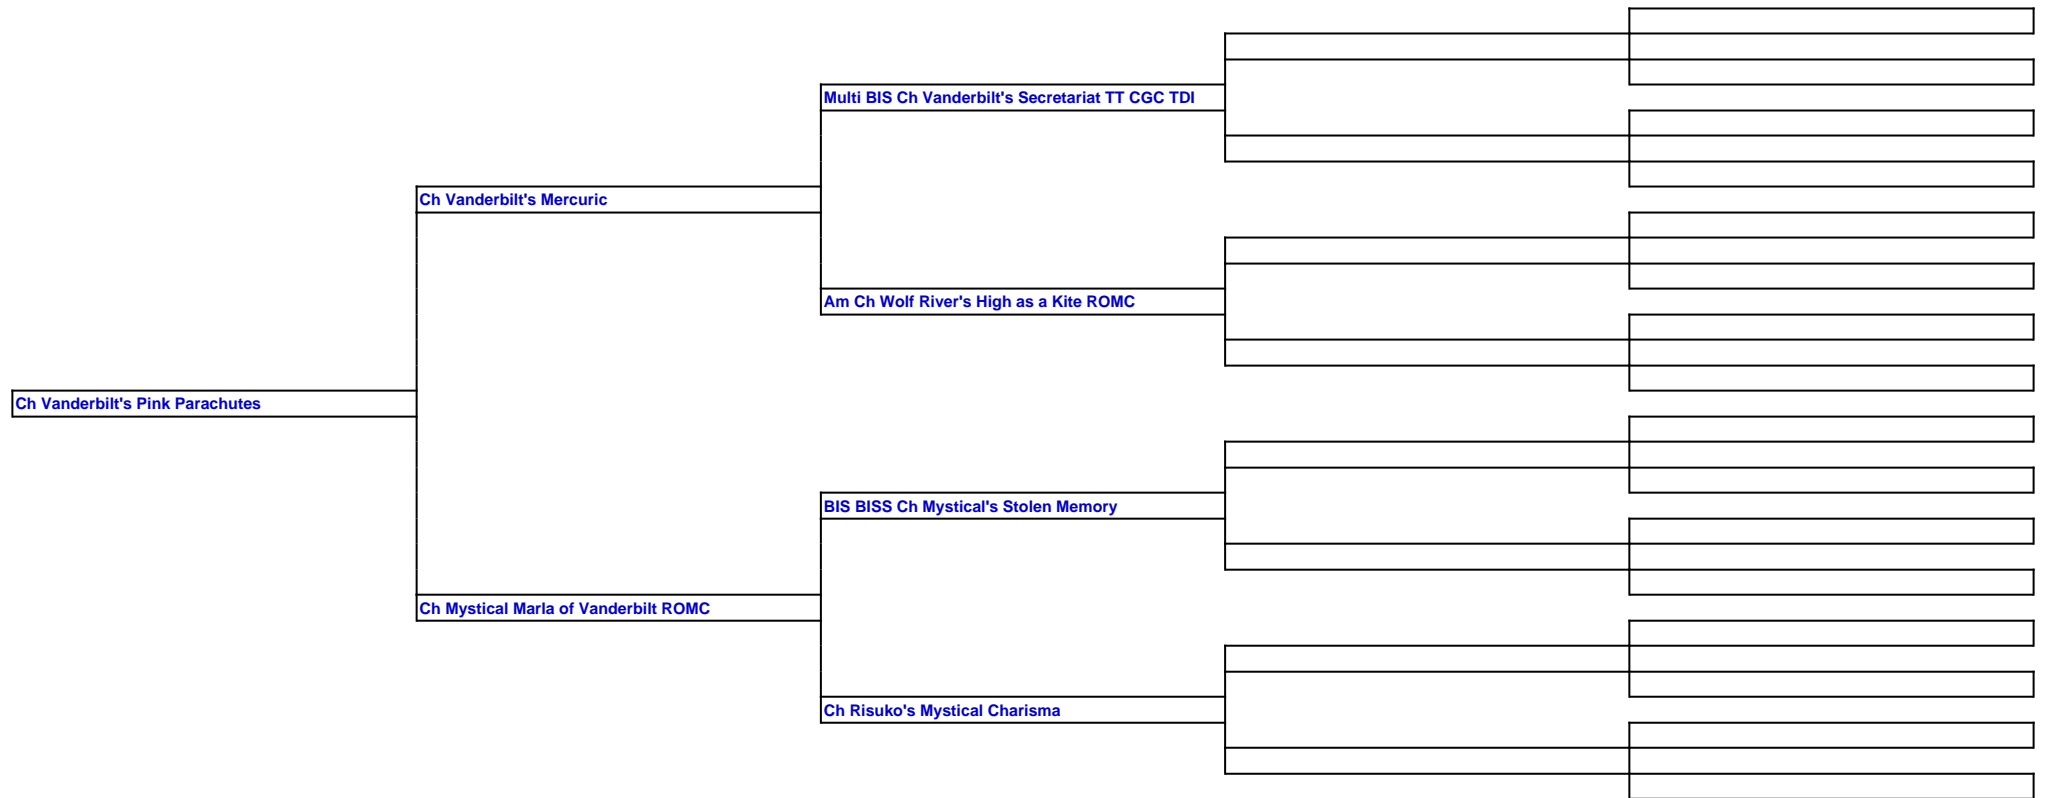 Multi BIS Ch Vanderbilt's Secretariat TT CGC TDI
Ch Vanderbilt's Mercuric
Am Ch Wolf River's High as a Kite ROMC
Ch Vanderbilt's Pink Parachutes
BIS BISS Ch Mystical's Stolen Memory
Ch Mystical Marla of Vanderbilt ROMC
Ch Risuko's Mystical Charisma